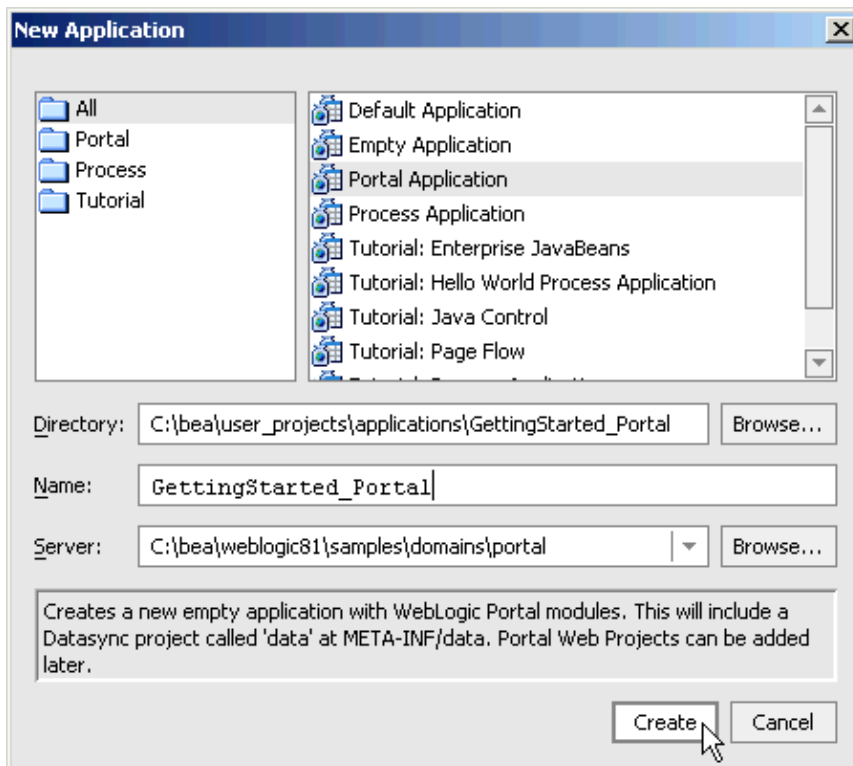 New Application
All
Portal
Process
Tutorial
Default Application
Empty Application
Portal Application
Process Application
Tutorial: Enterprise JavaBeans
Tutorial: Hello World Process Application
Tutorial: Java Control
Tutorial: Page Flow
Directory: C:\bea\user_projects\applications\GettingStarted_Portal Browse...
Name: GettingStarted_Portal
Server: C:\bea\weblogic81\samples\domains\portal Browse...
Creates a new empty application with WebLogic Portal modules. This will include a
Datasync project called 'data' at META-INF/data. Portal Web Projects can be added
later.
Create Cancel